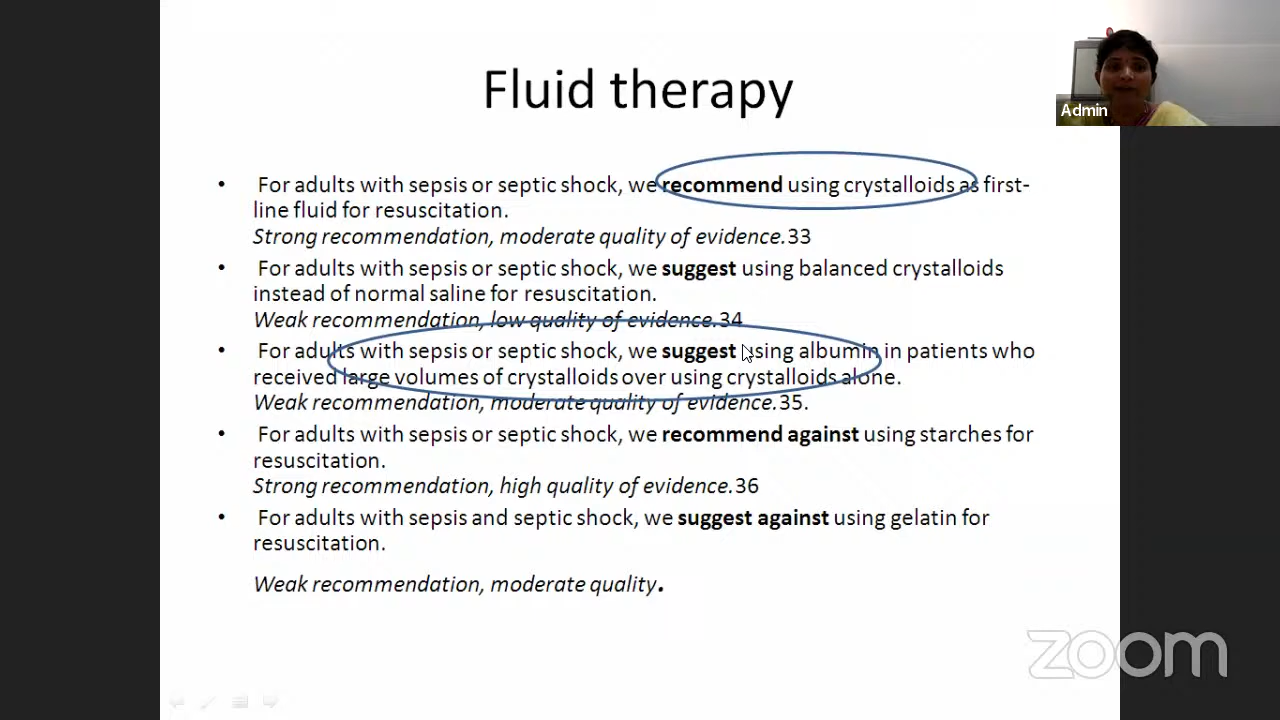 Fluid therapy
Admin
• For adults with sepsis or septic shock, we recommend using crystalloids as first-
line fluid for resuscitation.
Strong recommendation, moderate quality of evidence.33
• For adults with sepsis or septic shock, we suggest using balanced crystalloids
instead of normal saline for resuscitation.
Weak recommendation, low quality of evidence.34
• For adults with sepsis or septic shock, we suggest using albumin in patients who
received large volumes of crystalloids over using crystalloids alone.
Weak recommendation, moderate quality of evidence.35.
• For adults with sepsis or septic shock, we recommend against using starches for
resuscitation.
Strong recommendation, high quality of evidence.36
• For adults with sepsis and septic shock, we suggest against using gelatin for
resuscitation.
Weak recommendation, moderate quality.
zoom